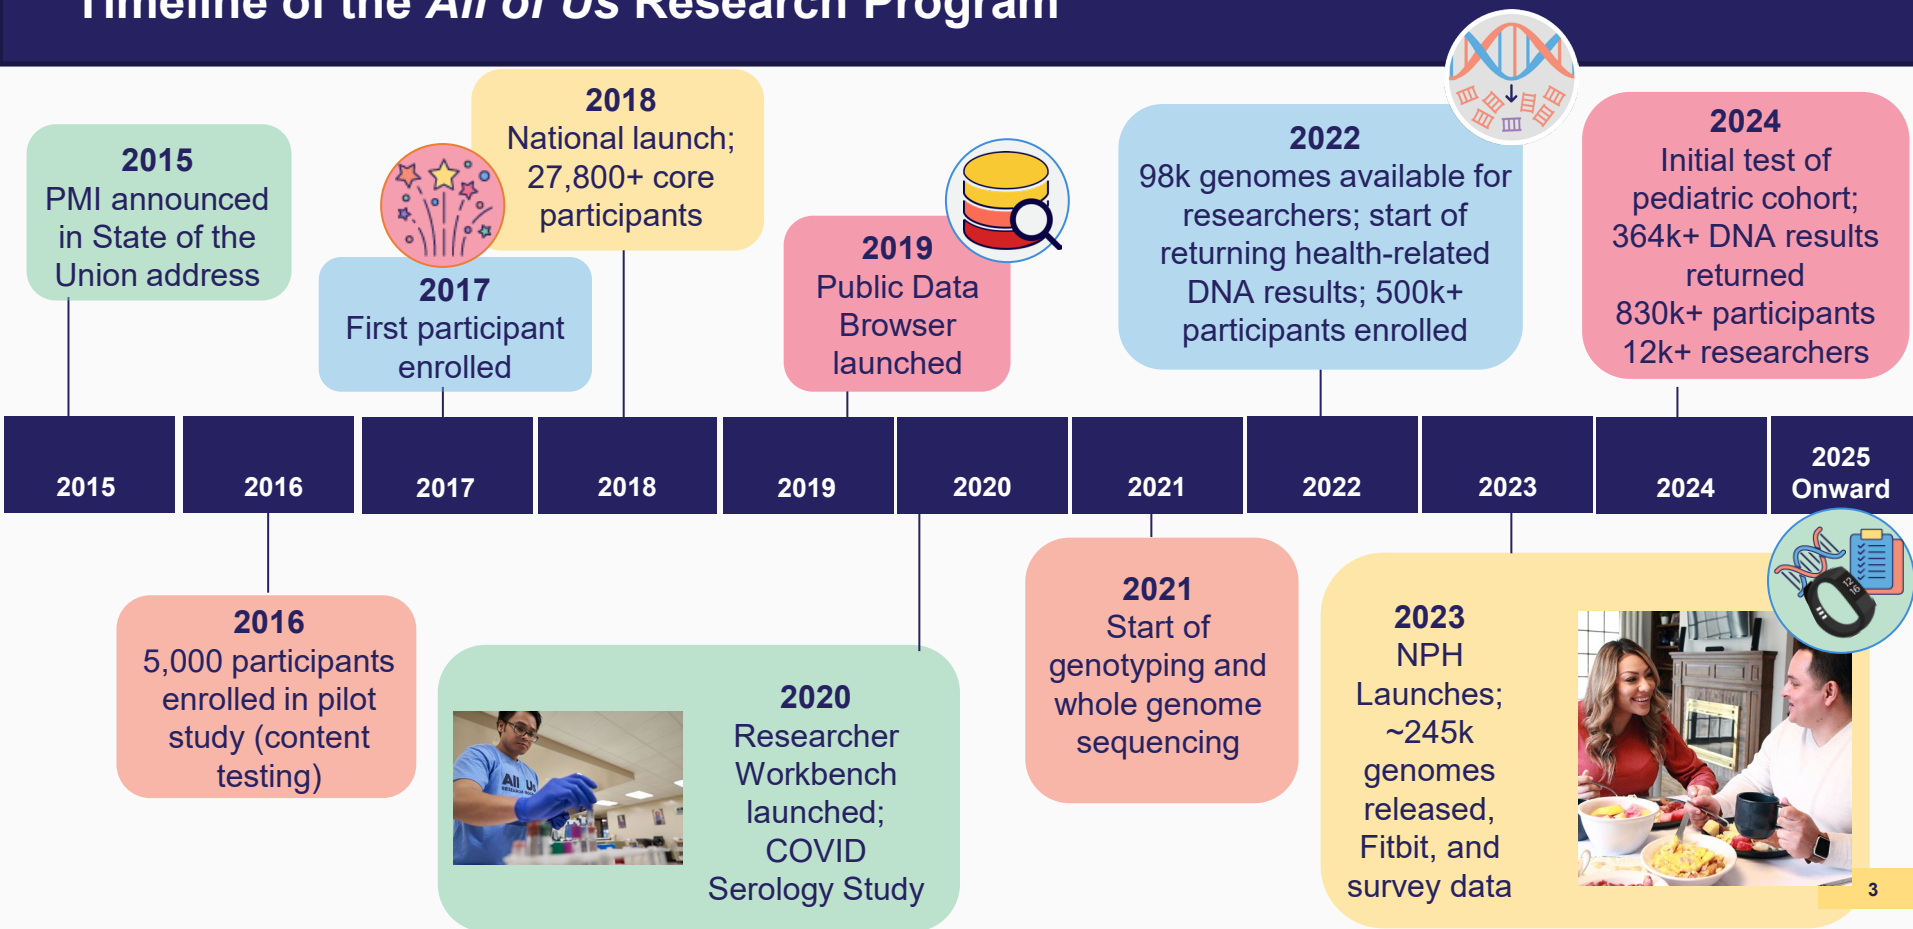 Timeline of the All of Us Research Program
2015
PMI announced
in State of the
Union address
2017
First participant
enrolled
2018
National launch;
27,800+ core
participants
2019
Public Data
Browser
launched
2022
98k genomes available for
researchers; start of
returning health-related
DNA results; 500k+
participants enrolled
2024
Initial test of
pediatric cohort;
364k+ DNA results
returned
830k+ participants
12k+ researchers
2015
2016
2017
2018
2019
2020
2021
2022
2023
2024
2025
Onward
2016
5,000 participants
enrolled in pilot
study (content
testing)
All Us
2020
Researcher
Workbench
launched;
COVID
Serology Study
2021
Start of
genotyping and
whole genome
sequencing
2023
NPH
Launches;
~245k
genomes
released,
Fitbit, and
survey data
12
16
3